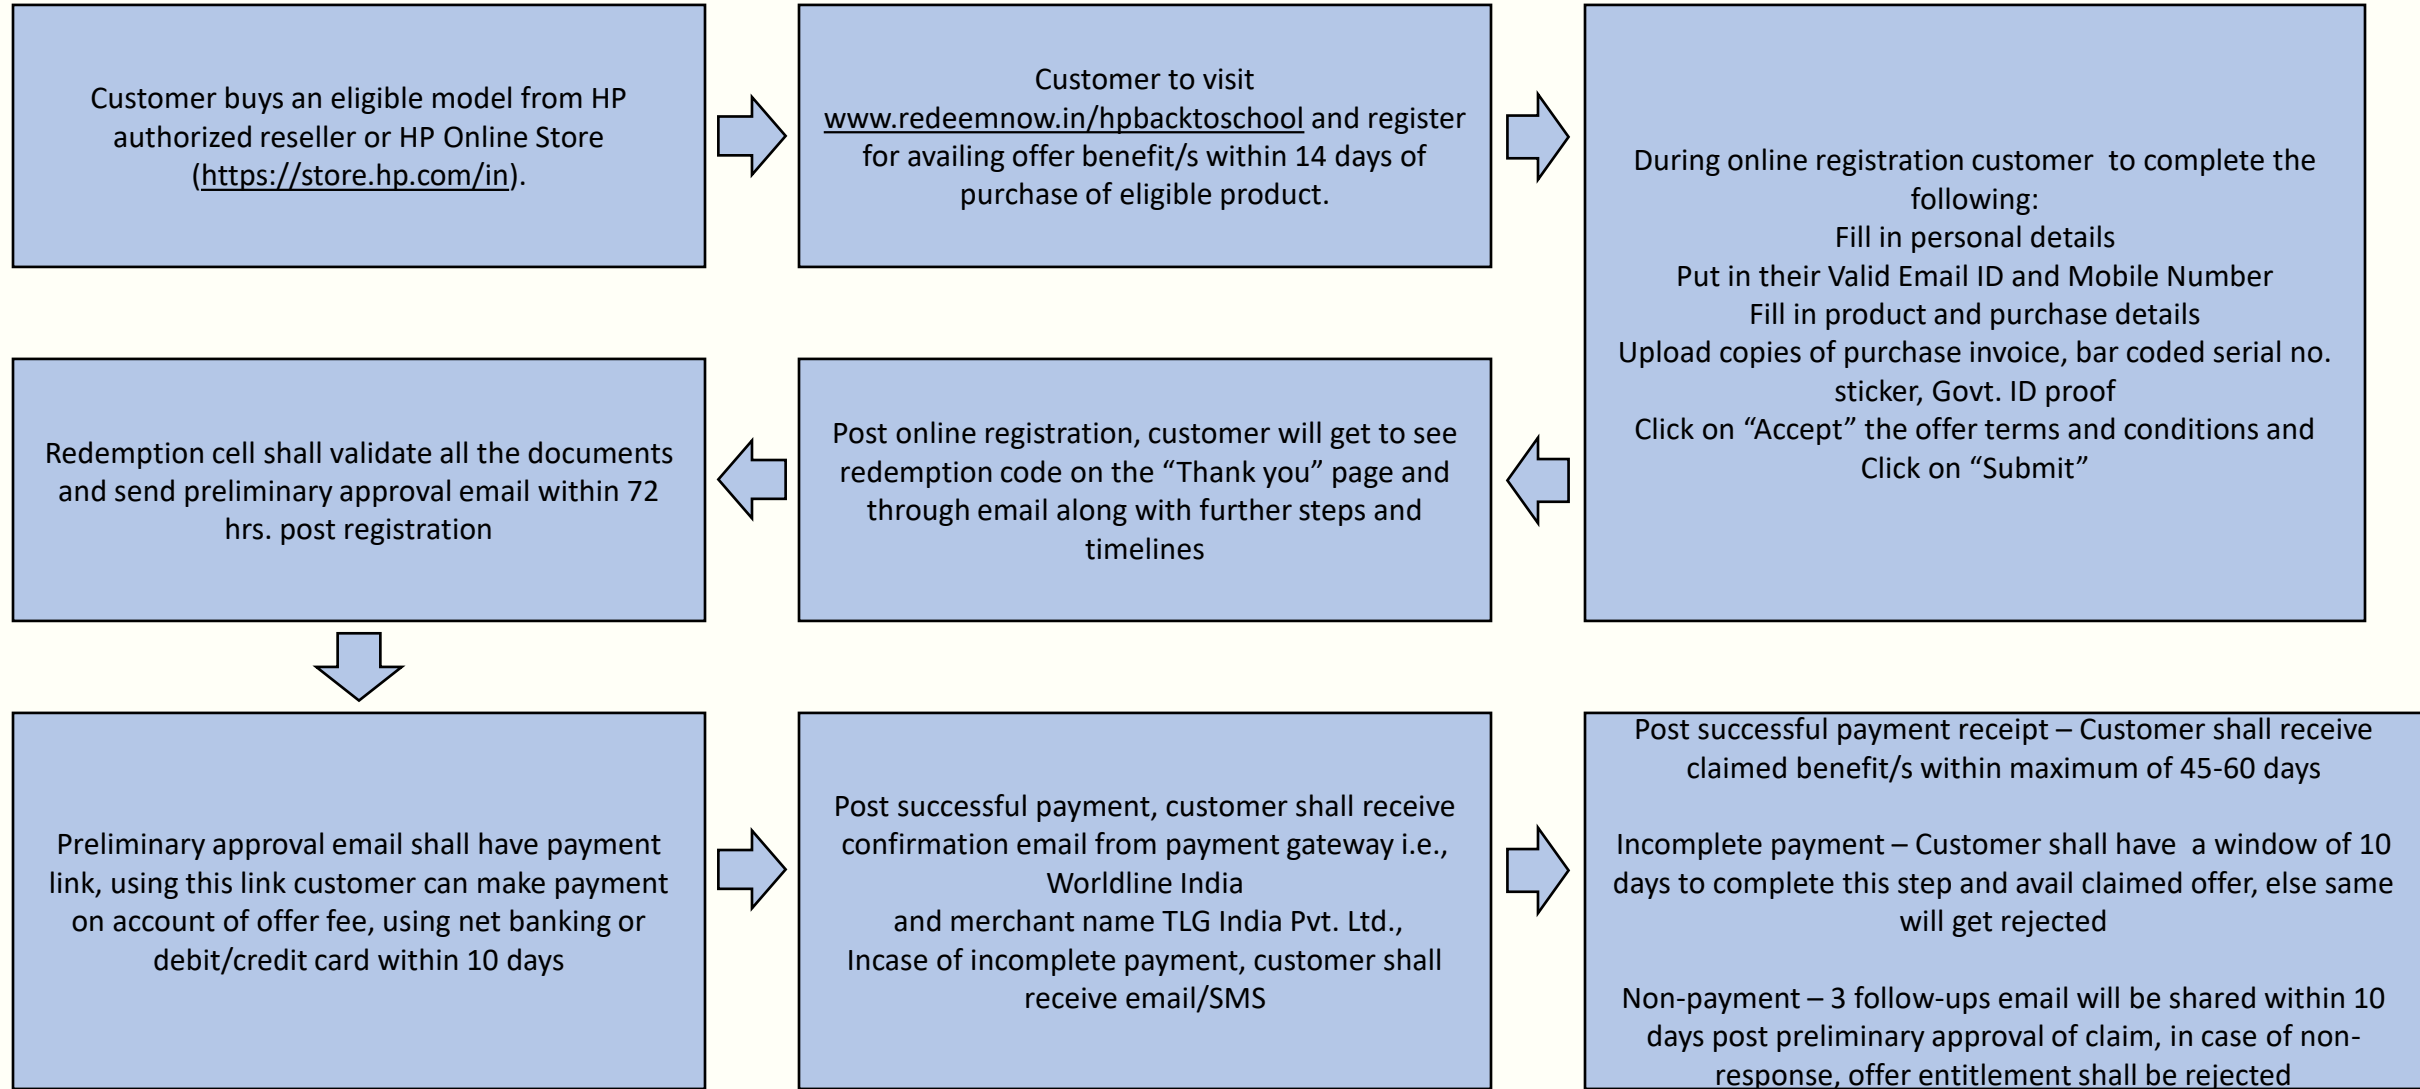 Customer buys an eligible model from HP
authorized reseller or HP Online Store
(https://store.hp.com/in).
Customer to visit
www.redeemnow.in/hpbacktoschool and register
for availing offer benefit/s within 14 days of
purchase of eligible product.
During online registration customer  to complete the
following:
Fill in personal details
Put in their Valid Email ID and Mobile Number
Fill in product and purchase details
Upload copies of purchase invoice, bar coded serial no.
sticker, Govt. ID proof
Click on “Accept” the offer terms and conditions and
Click on “Submit”
Post online registration, customer will get to see
redemption code on the “Thank you” page and
through email along with further steps and
timelines
Redemption cell shall validate all the documents
and send preliminary approval email within 72
hrs. post registration
Preliminary approval email shall have payment
link, using this link customer can make payment
on account of offer fee, using net banking or
debit/credit card within 10 days
Post successful payment, customer shall receive
confirmation email from payment gateway i.e.,
Worldline India
and merchant name TLG India Pvt. Ltd.,
Incase of incomplete payment, customer shall
receive email/SMS
Post successful payment receipt – Customer shall receive
claimed benefit/s within maximum of 45-60 days
Incomplete payment – Customer shall have  a window of 10
days to complete this step and avail claimed offer, else same
will get rejected
Non-payment – 3 follow-ups email will be shared within 10
days post preliminary approval of claim, in case of non-
response, offer entitlement shall be rejected